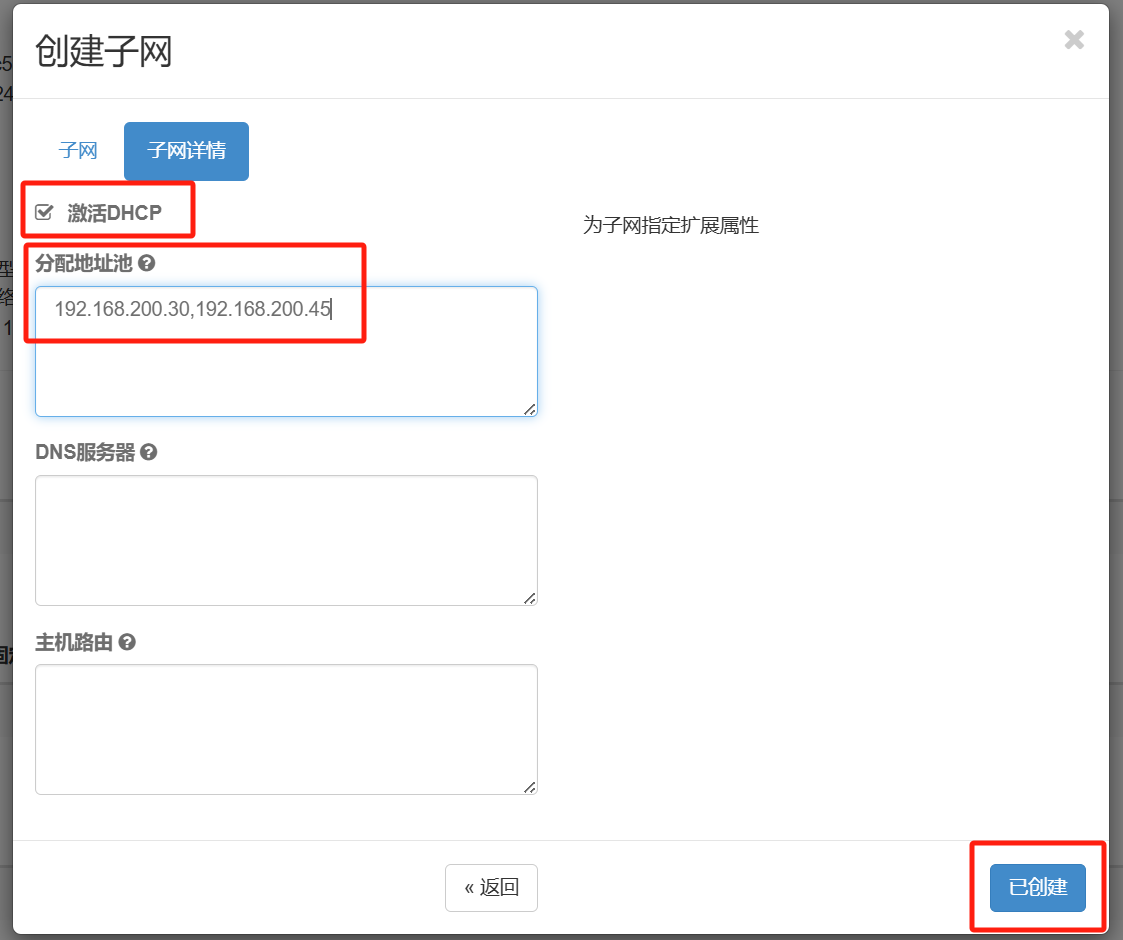 创建子网
子网
子网详情
激活DHCP
为子网指定扩展属性
分配地址池
192.168.200.30,192.168.200.45
DNS服务器
主机路由
« 返回
已创建